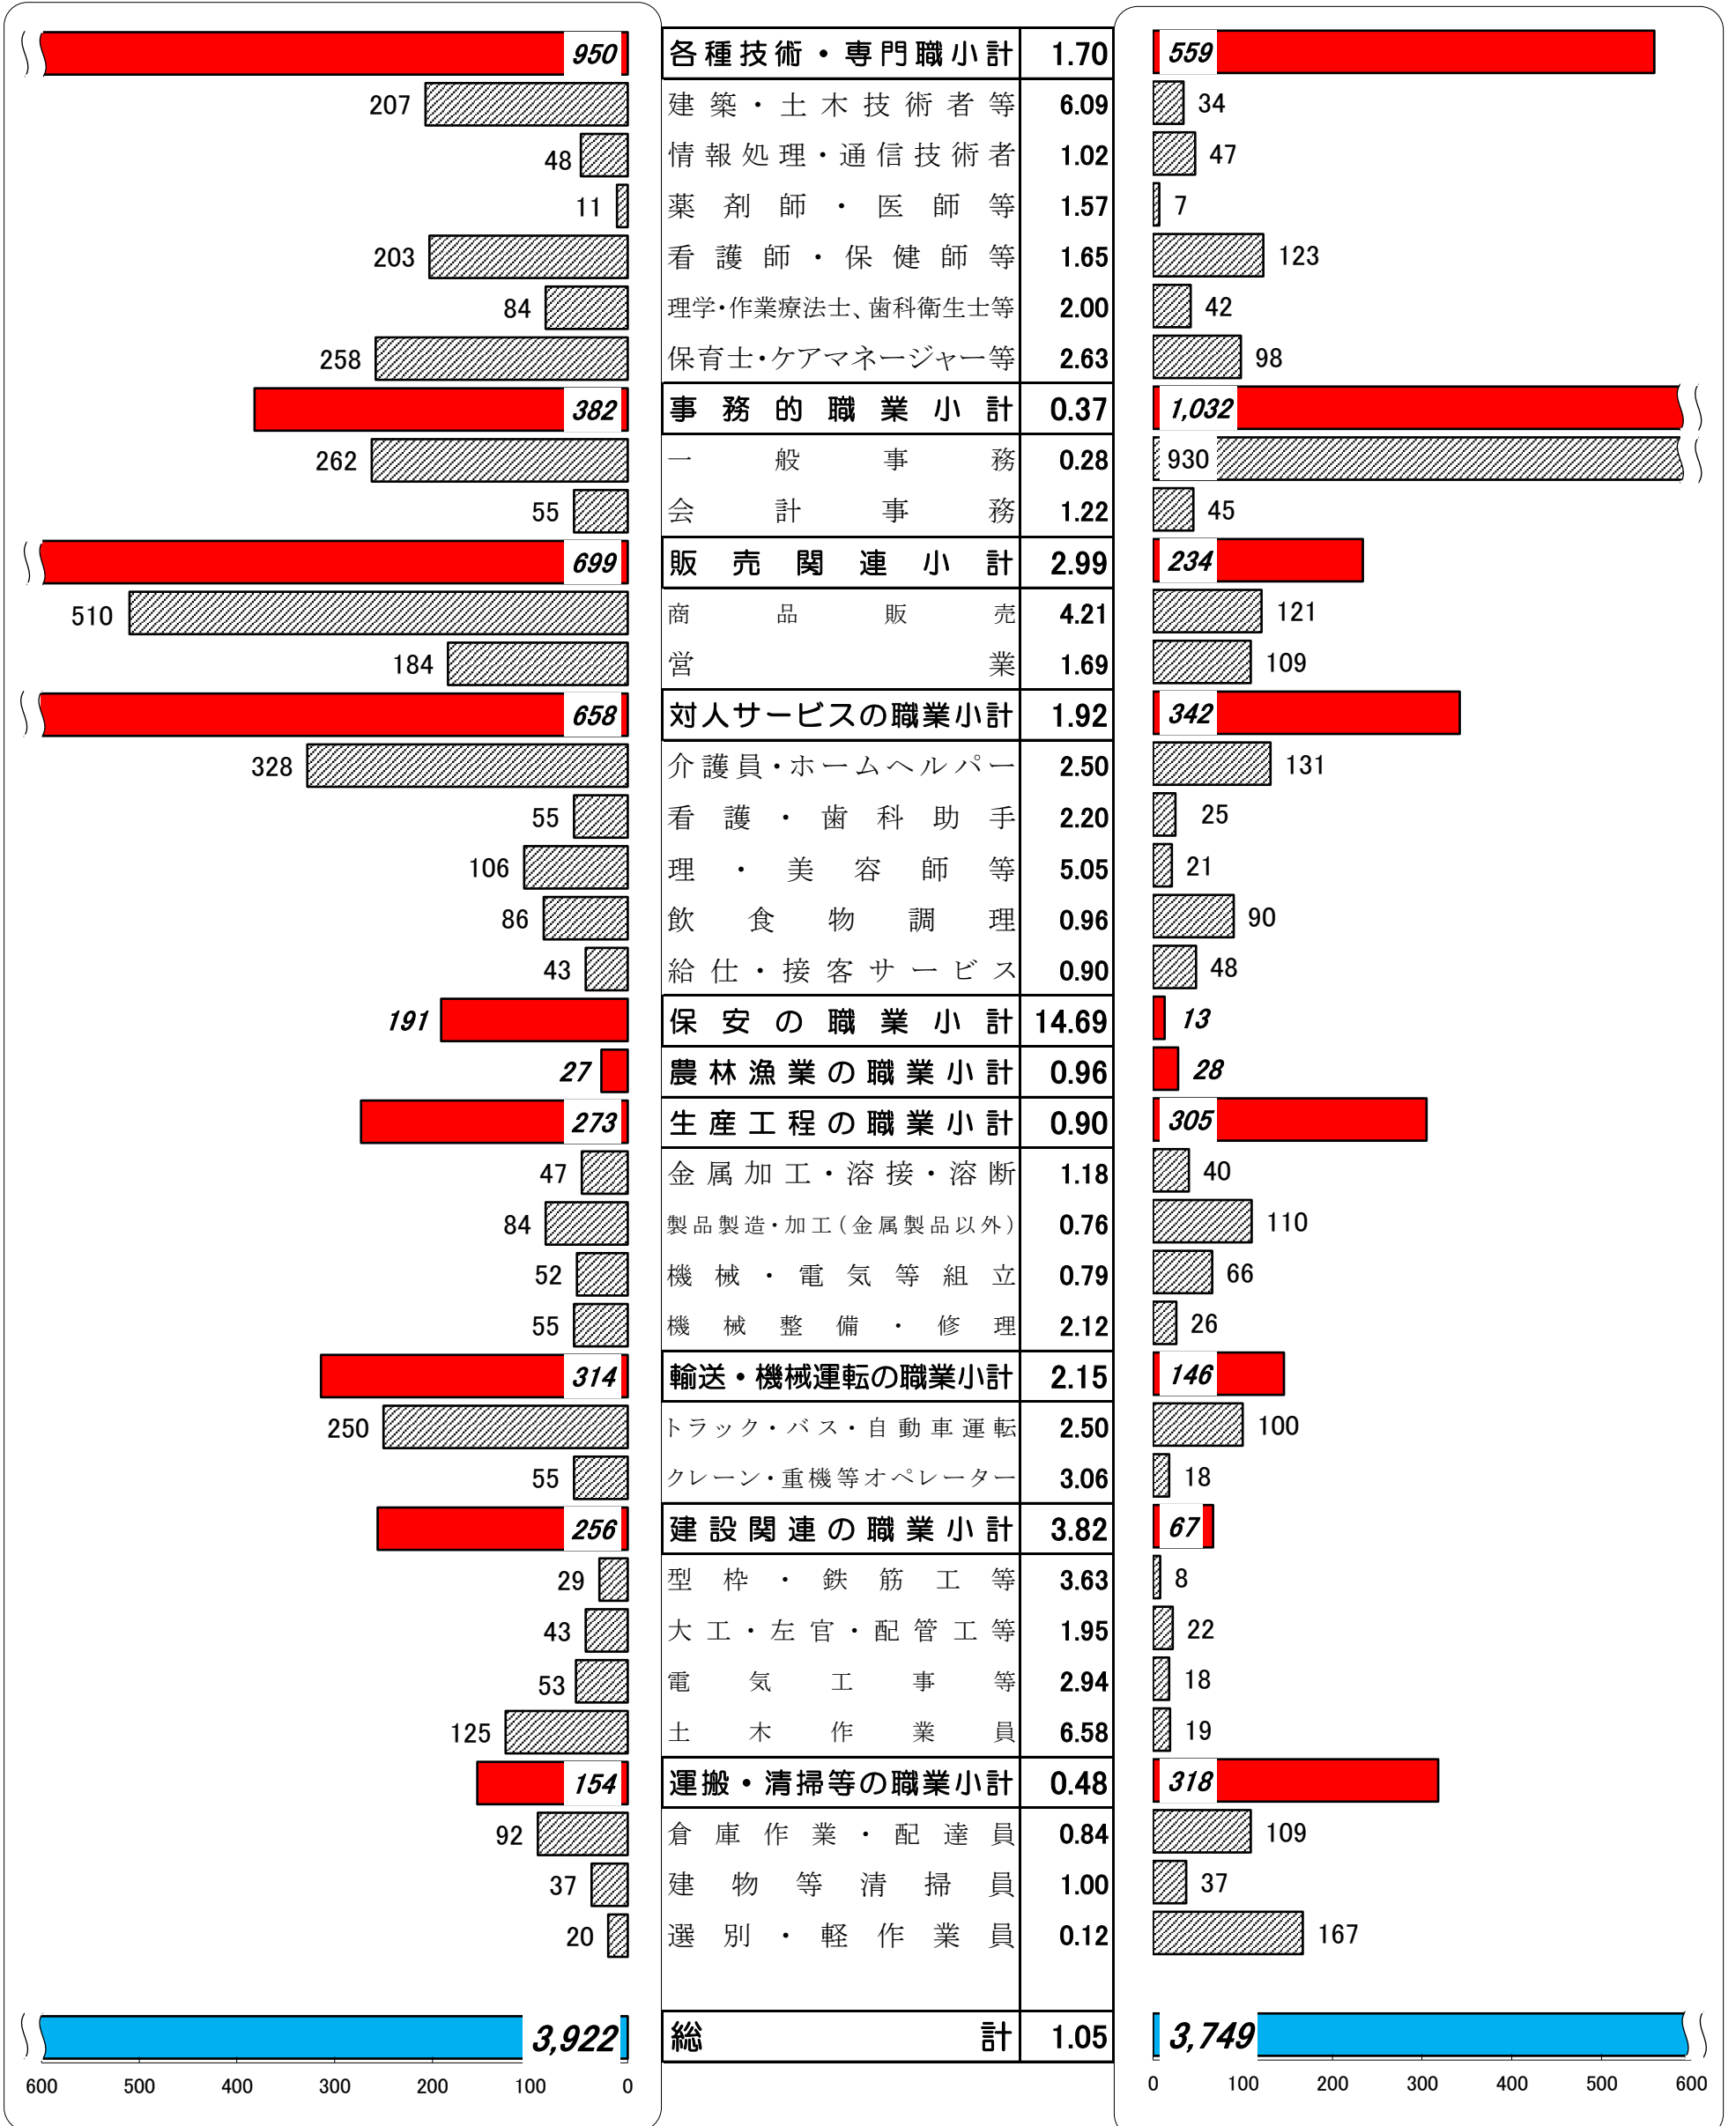 950 各種技術・専門職小計 1.70 559
207 建築・土木技術者等 6.09 34
48 情報処理・通信技術者 1.02 47
11 薬剤師・医師等 1.57 7
203 看護師・保健師等 1.65 123
84 理学・作業療法士、歯科衛生士等 2.00 42
258 保育士・ケアマネージャー等 2.63 98
382 事務的職業小計 0.37 1,032
262 一般事務 0.28 930
55 会計事務 1.22 45
699 販売関連小計 2.99 234
510 商品販売 4.21 121
184 営業 1.69 109
658 対人サービスの職業小計 1.92 342
328 介護員・ホームヘルパー 2.50 131
55 看護・歯科助手 2.20 25
106 理・美容師等 5.05 21
86 飲食物調理 0.96 90
43 給仕・接客サービス 0.90 48
191 保安の職業小計 14.69 13
27 農林漁業の職業小計 0.96 28
273 生産工程の職業小計 0.90 305
47 金属加工・溶接・溶断 1.18 40
84 製品製造・加工(金属製品以外) 0.76 110
52 機械・電気等組立 0.79 66
55 機械整備・修理 2.12 26
314 輸送・機械運転の職業小計 2.15 146
250 トラック・バス・自動車運転 2.50 100
55 クレーン・重機等オペレーター 3.06 18
256 建設関連の職業小計 3.82 67
29 型枠・鉄筋工等 3.63 8
43 大工・左官・配管工等 1.95 22
53 電気工事等 2.94 18
125 土木作業員 6.58 19
154 運搬・清掃等の職業小計 0.48 318
92 倉庫作業・配達員 0.84 109
37 建物等清掃員 1.00 37
20 選別・軽作業員 0.12 167
3,922 総計 1.05 3,749
600 500 400 300 200 100 0 0 100 200 300 400 500 600